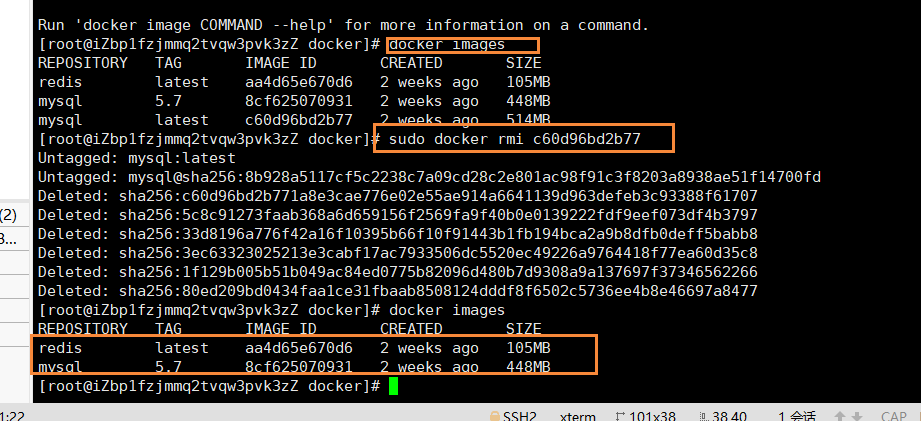 Run 'docker image COMMAND --help' for more information on a command.
[root@iZbp1fzjmmq2tvqw3pvk3zZ docker]# docker images
REPOSITORY TAG IMAGE ID CREATED SIZE
redis latest aa4d65e670d6 2 weeks ago 105MB
mysql 5.7 8cf625070931 2 weeks ago 448MB
mysql latest c60d96bd2b77 2 weeks ago 514MB
[root@iZbp1fzjmmq2tvqw3pvk3zZ docker]# sudo docker rmi c60d96bd2b77
Untagged: mysql:latest
Untagged: mysql@sha256:8b928a5117cf5c2238c7a09cd28c2e801ac98f91c3f8203a8938ae51f14700fd
Deleted: sha256:c60d96bd2b771a8e3cae776e02e55ae914a6641139d963defeb3c93388f61707
Deleted: sha256:5c8c91273faab368a6d659156f2569fa9f40b0e0139222fdf9eef073df4b3797
Deleted: sha256:33d8196a776f42a16f10395b66f10f91443b1fb194bca2a9b8dfb0deff5babb8
Deleted: sha256:3ec63323025213e3cabf17ac7933506dc5520ec49226a9764418f77ea60d35c8
Deleted: sha256:1f129b005b51b049ac84ed0775b82096d480b7d9308a9a137697f37346562266
Deleted: sha256:80ed209bd0434faa1ce31fbaab8508124dddf8f6502c5736ee4b8e46697a8477
[root@iZbp1fzjmmq2tvqw3pvk3zZ docker]# docker images
REPOSITORY TAG IMAGE ID CREATED SIZE
redis latest aa4d65e670d6 2 weeks ago 105MB
mysql 5.7 8cf625070931 2 weeks ago 448MB
[root@iZbp1fzjmmq2tvqw3pvk3zZ docker]#
(2)
8...
1:22 SSH2 xterm 101x38 38,40 1 会话 CAP